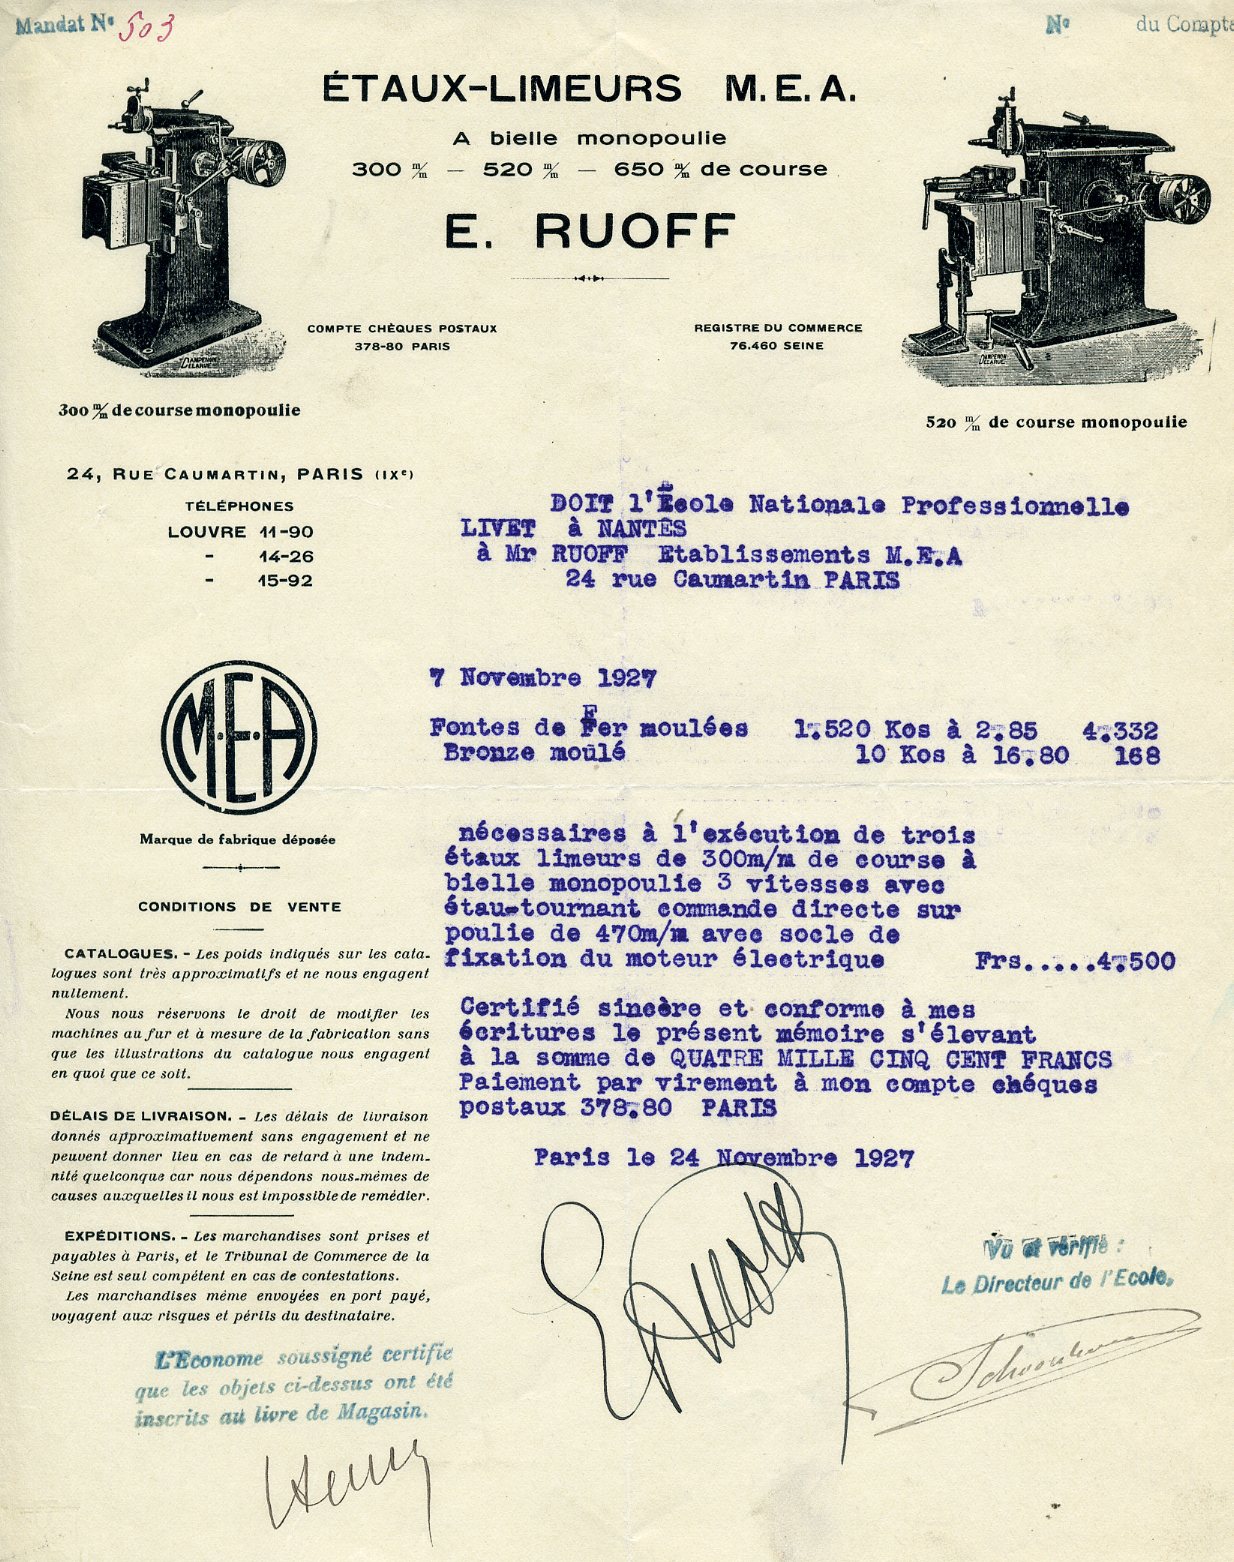 Mandat N° 503
N° du Compta
ÉTAUX-LIMEURS M.E.A.
A bielle monopoulie
300 m/m — 520 m/m — 650 m/m de course
E. RUOFF
COMPTE CHÈQUES POSTAUX
378-80 PARIS
REGISTRE DU COMMERCE
76.460 SEINE
300 m/m de course monopoulie
520 m/m de course monopoulie
24, RUE CAUMARTIN, PARIS (IXe)
TÉLÉPHONES
LOUVRE 11-90
- 14-26
- 15-92
DOIT l'École Nationale Professionnelle
LIVET à NANTES
à Mr RUOFF Etablissements M.E.A
24 rue Caumartin PARIS
M.E.A
Marque de fabrique déposée
7 Novembre 1927
Fontes de Fer moulées 1.520 Kos à 2.85 4.332
Bronze moulé 10 Kos à 16.80 168
nécessaires à l'exécution de trois
étaux limeurs de 300m/m de course à
bielle monopoulie 3 vitesses avec
étau-tournant commande directe sur
poulie de 470m/m avec socle de
fixation du moteur électrique Frs.....4.500
Certifié sincère et conforme à mes
écritures le présent mémoire s'élevant
à la somme de QUATRE MILLE CINQ CENT FRANCS
Paiement par virement à mon compte chéques
postaux 378.80 PARIS
Paris le 24 Novembre 1927
CONDITIONS DE VENTE
CATALOGUES. - Les poids indiqués sur les cata-
logues sont très approximatifs et ne nous engagent
nullement.
Nous nous réservons le droit de modifier les
machines au fur et à mesure de la fabrication sans
que les illustrations du catalogue nous engagent
en quoi que ce soit.
DÉLAIS DE LIVRAISON. - Les délais de livraison
donnés approximativement sans engagement et ne
peuvent donner lieu en cas de retard à une indem-
nité quelconque car nous dépendons nous-mêmes de
causes auxquelles il nous est impossible de remédier.
EXPÉDITIONS. - Les marchandises sont prises et
payables à Paris, et le Tribunal de Commerce de la
Seine est seul compétent en cas de contestations.
Les marchandises même envoyées en port payé,
voyagent aux risques et périls du destinataire.
E Ruoff
Vu et vérifié :
Le Directeur de l'Ecole,
L'Econome soussigné certifie
que les objets ci-dessus ont été
inscrits au livre de Magasin.
Henry